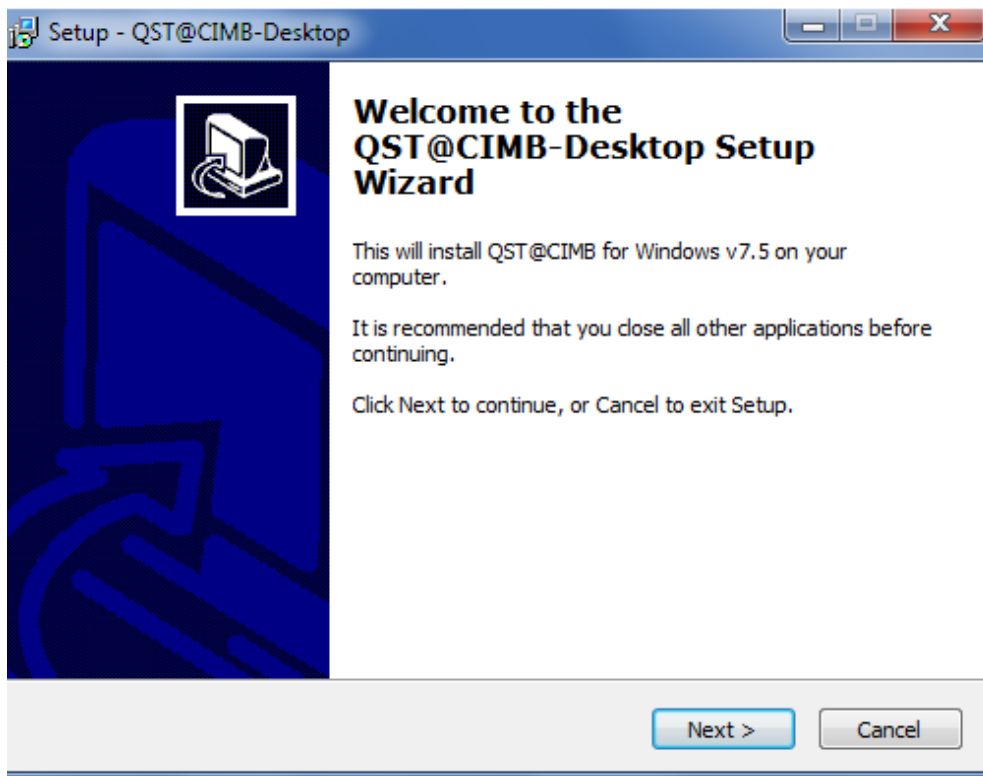 Setup - QST@CIMB-Desktop
Welcome to the
QST@CIMB-Desktop Setup
Wizard
This will install QST@CIMB for Windows v7.5 on your
computer.
It is recommended that you close all other applications before
continuing.
Click Next to continue, or Cancel to exit Setup.
Next >
Cancel